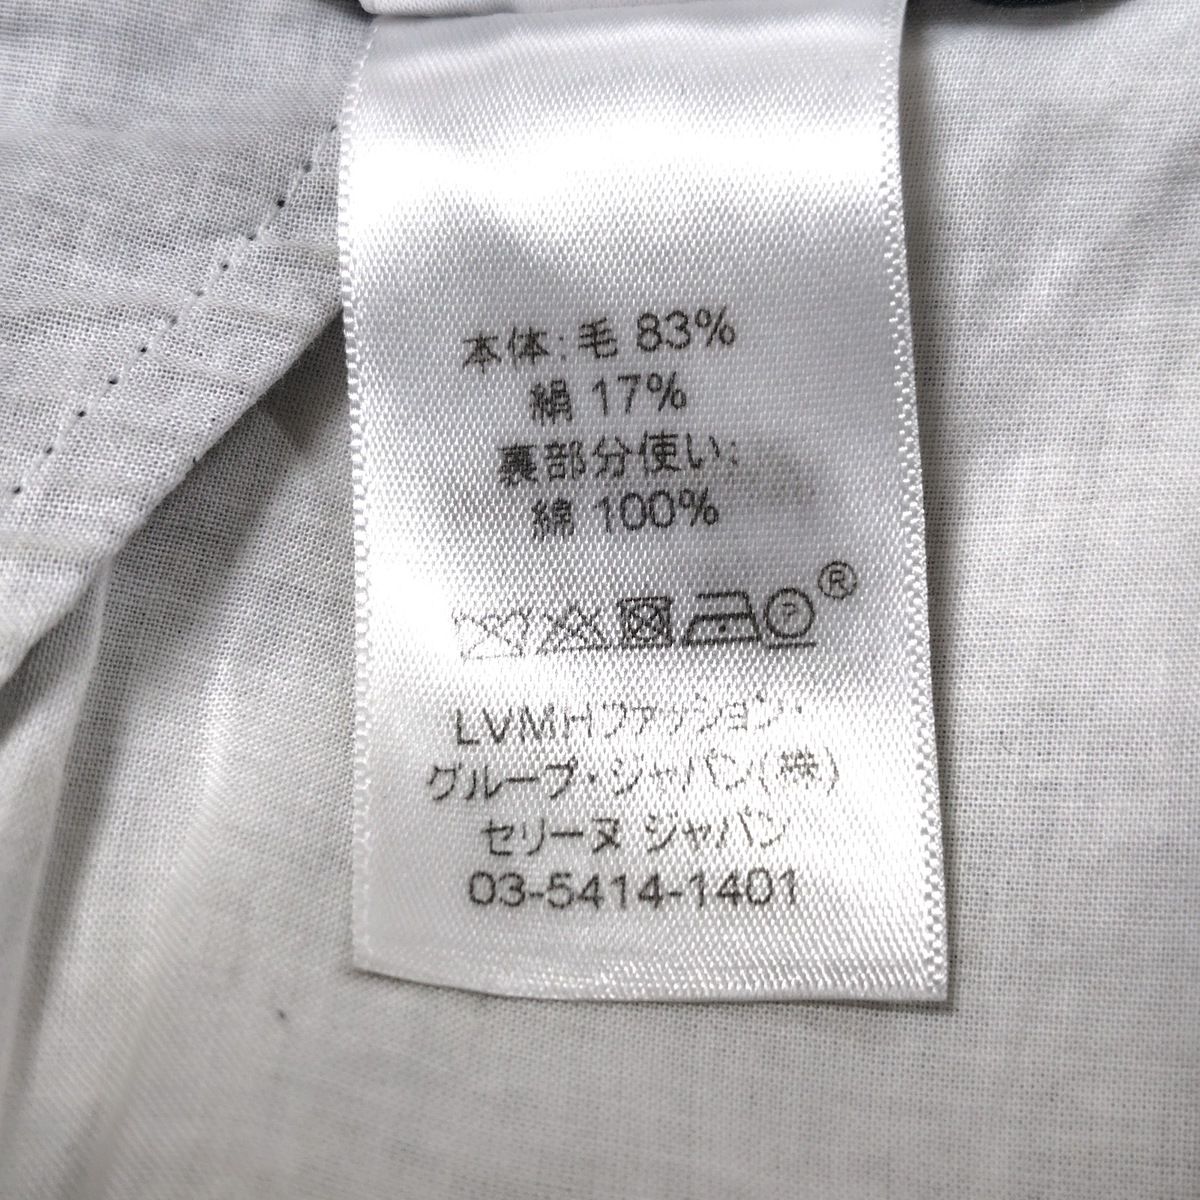 本体: 毛 83%
絹 17%
裏部分使い:
綿 100%
P ®
LVMHファッション・
グループ・ジャパン(株)
セリーヌ ジャパン
03-5414-1401